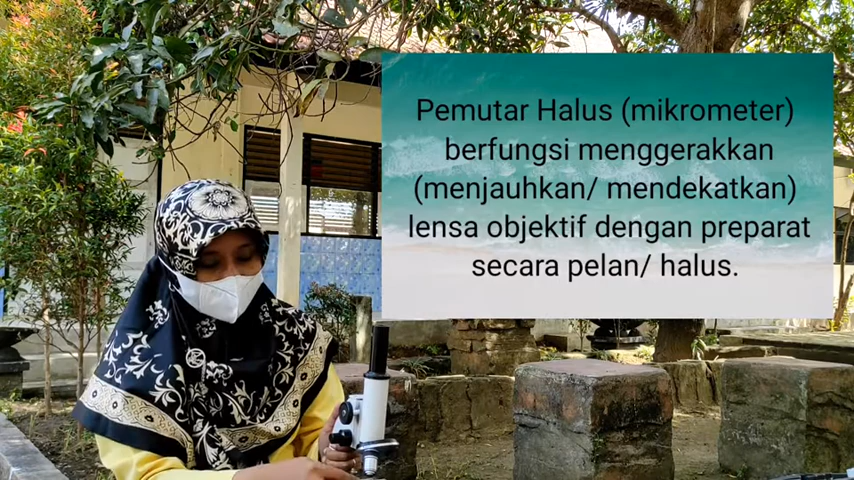 Pemutar Halus (mikrometer)
berfungsi menggerakkan
(menjauhkan/ mendekatkan)
lensa objektif dengan preparat
secara pelan/ halus.